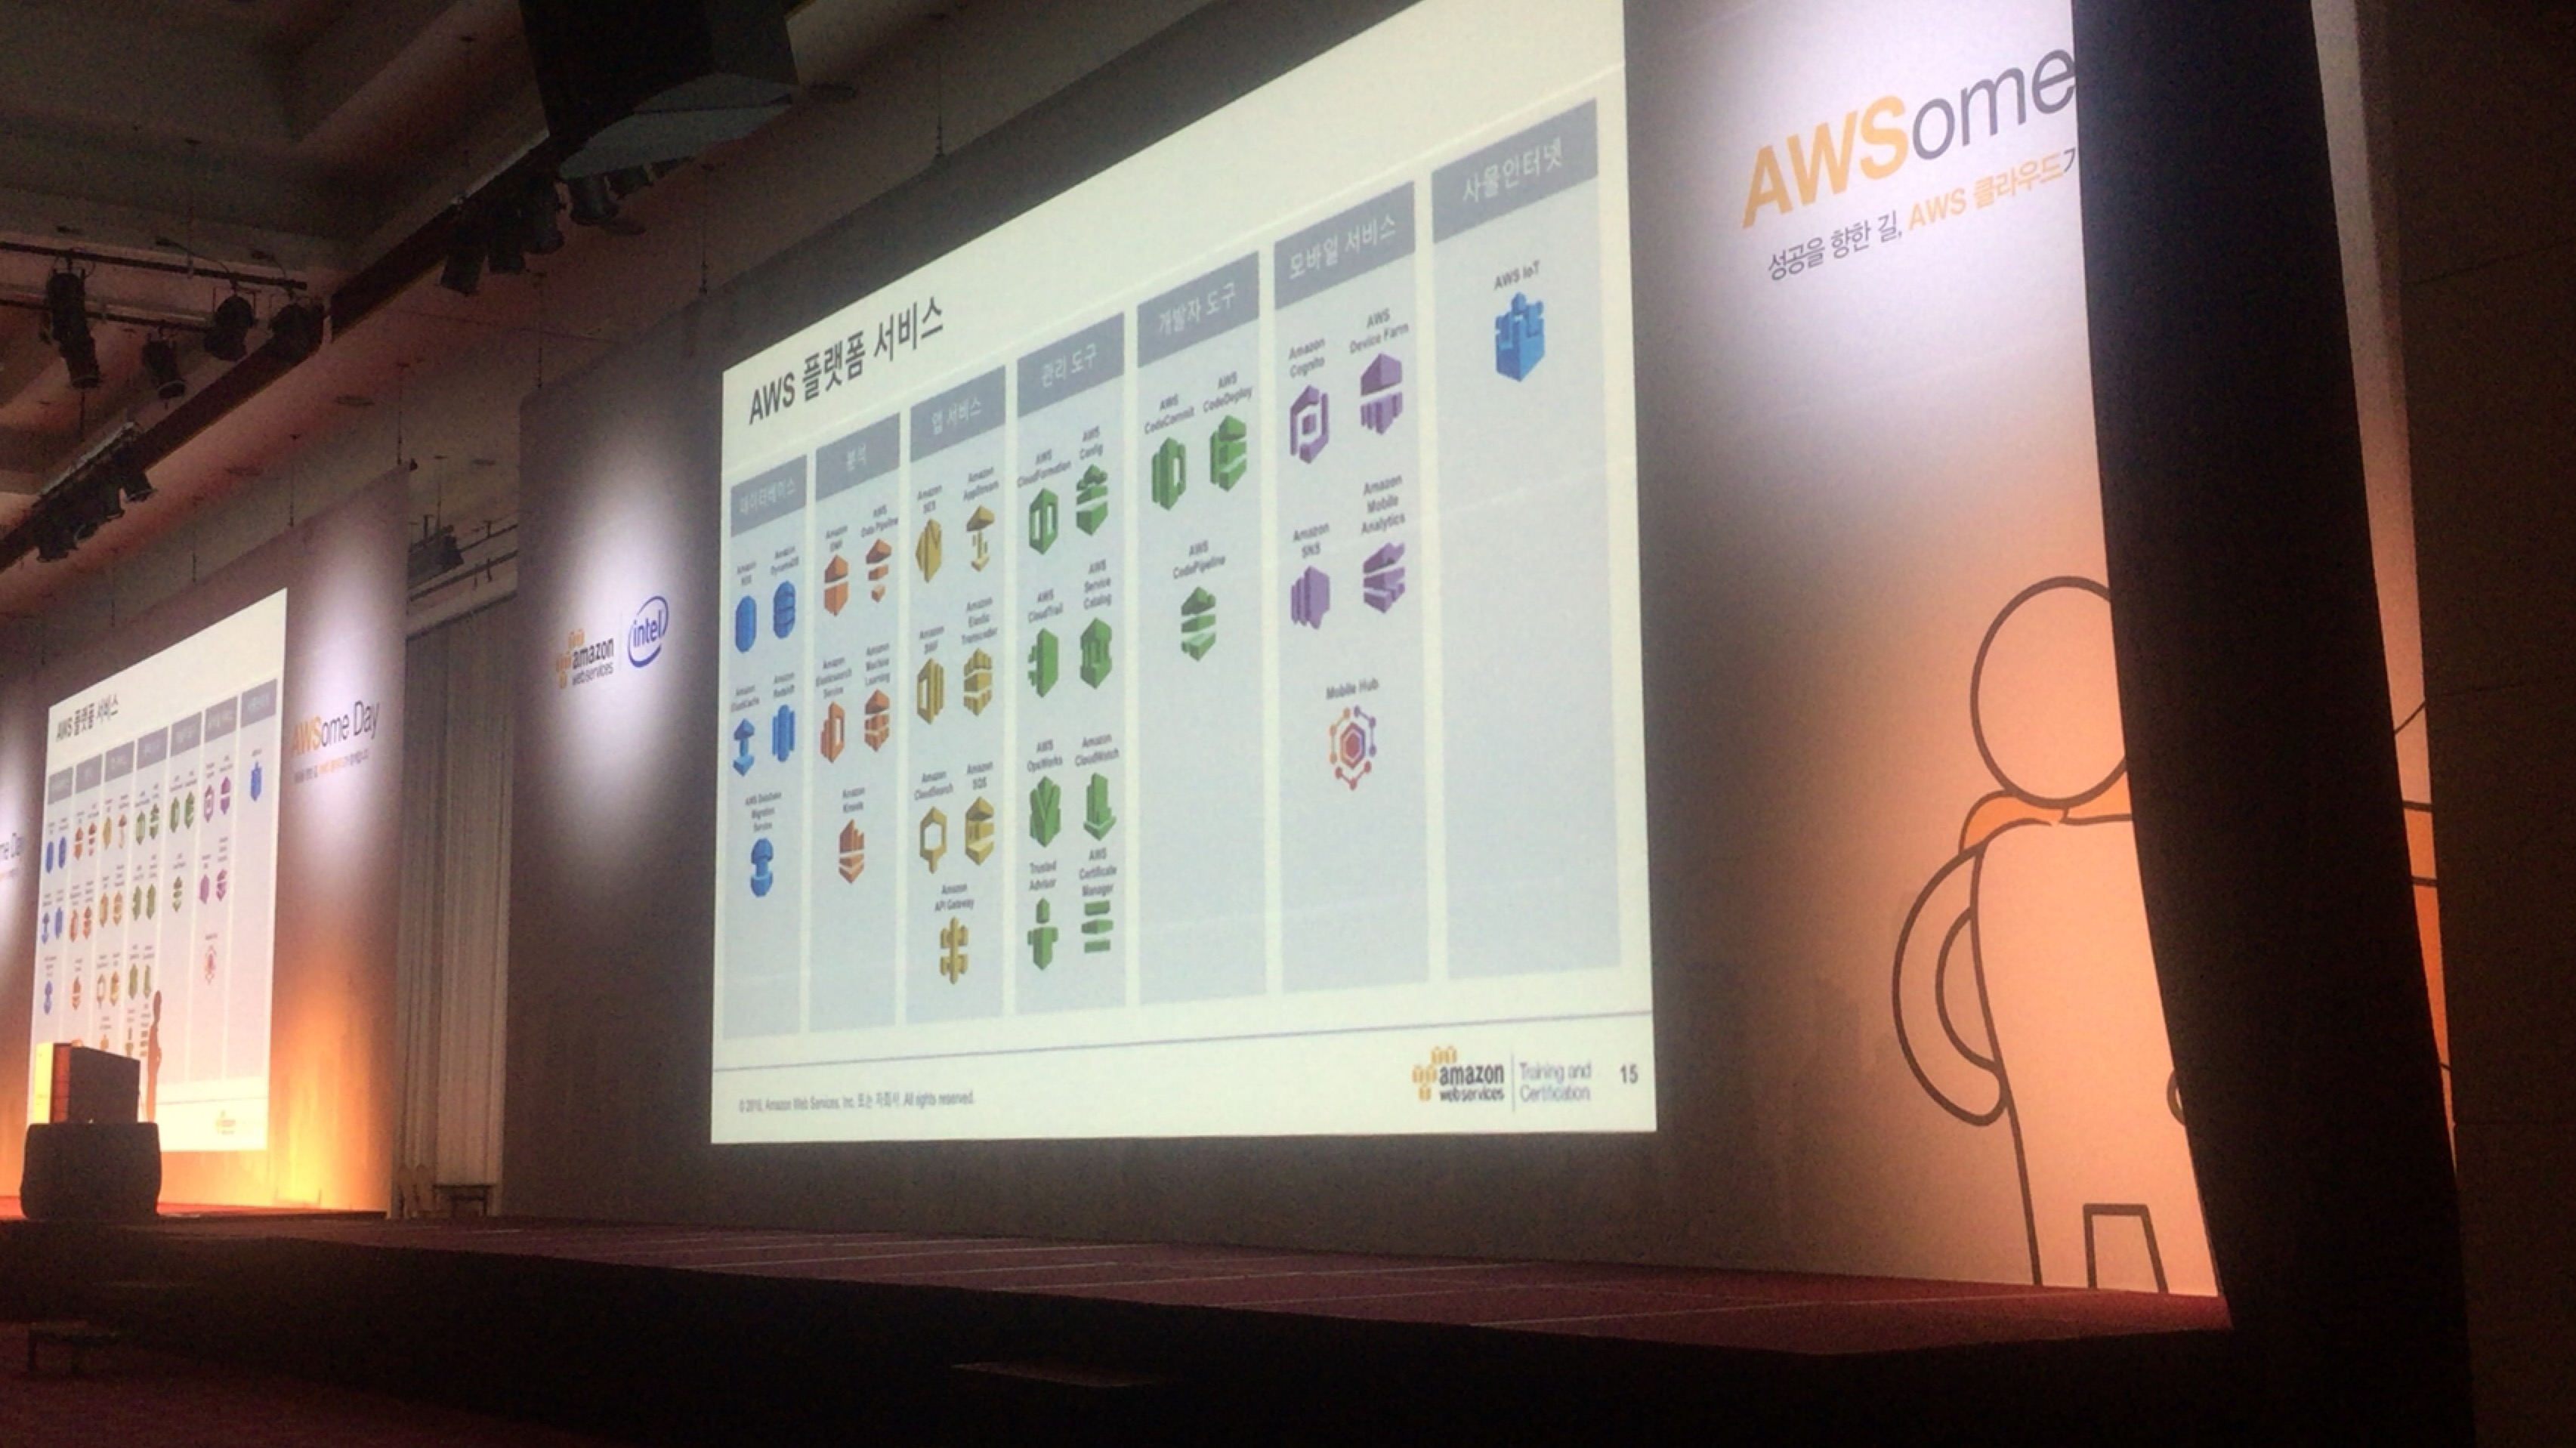 AWS 플랫폼 서비스
데이터베이스
Amazon
RDS
Amazon
DynamoDB
Amazon
ElastiCache
Amazon
Redshift
AWS Database
Migration
Service
분석
Amazon
EMR
AWS
Data Pipeline
Amazon
Elasticsearch
Service
Amazon
Machine
Learning
Amazon
Kinesis
앱 서비스
Amazon
SES
Amazon
AppStream
Amazon
SWF
Amazon
Elastic
Transcoder
Amazon
CloudSearch
Amazon
SQS
Amazon
API Gateway
관리 도구
AWS
CloudFormation
AWS
Config
AWS
CloudTrail
AWS
Service
Catalog
AWS
OpsWorks
Amazon
CloudWatch
Trusted
Advisor
AWS
Certificate
Manager
개발자 도구
AWS
CodeCommit
AWS
CodeDeploy
AWS
CodePipeline
모바일 서비스
Amazon
Cognito
AWS
Device Farm
Amazon
SNS
Amazon
Mobile
Analytics
Mobile Hub
사물인터넷
AWS IoT
© 2016, Amazon Web Services, Inc. 또는 자회사. All rights reserved.
amazon
web services
Training and
Certification
15
AWSome
성공을 향한 길, AWS 클라우드가
amazon
web services
intel
AWS 플랫폼 서비스
AWSome Day